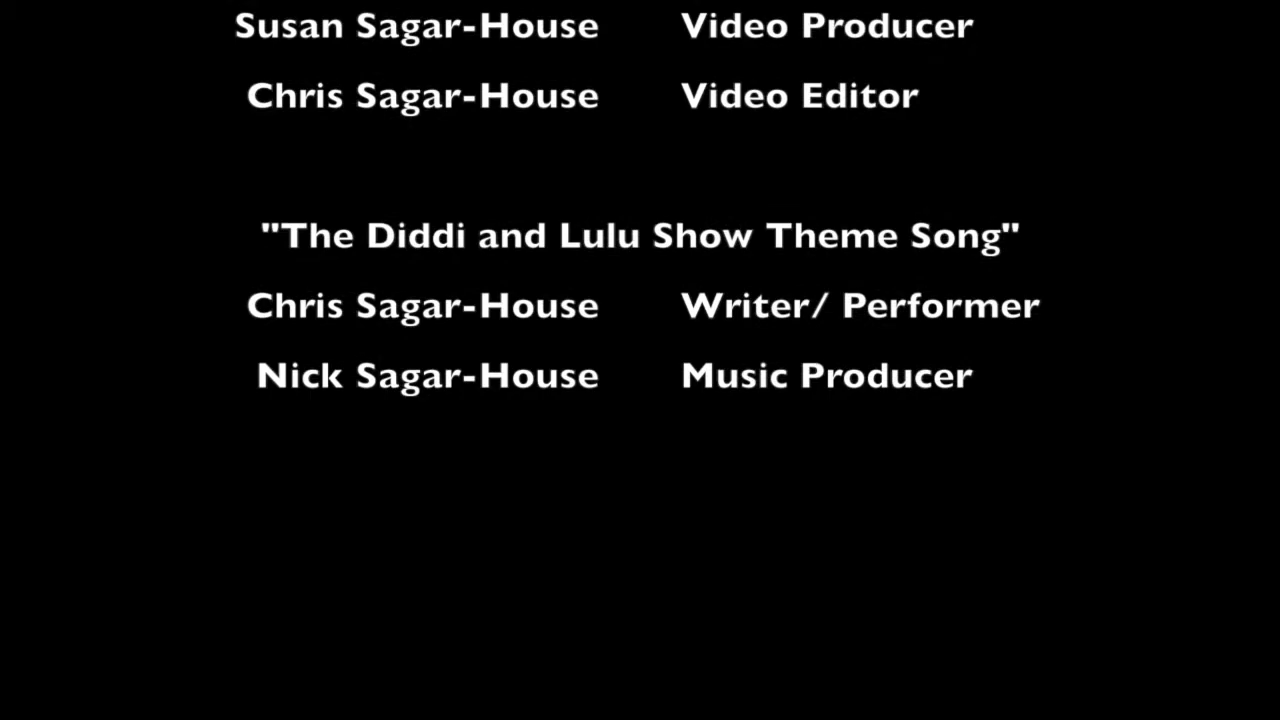 Susan Sagar-House Video Producer
Chris Sagar-House Video Editor
"The Diddi and Lulu Show Theme Song"
Chris Sagar-House Writer/ Performer
Nick Sagar-House Music Producer